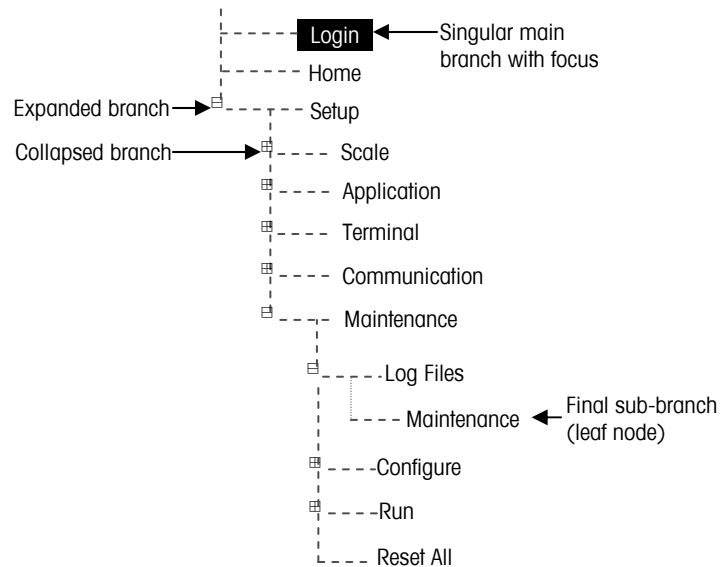 Login
Singular main
branch with focus
Home
Expanded branch
Setup
Collapsed branch
Scale
Application
Terminal
Communication
Maintenance
Log Files
Maintenance
Final sub-branch
(leaf node)
Configure
Run
Reset All